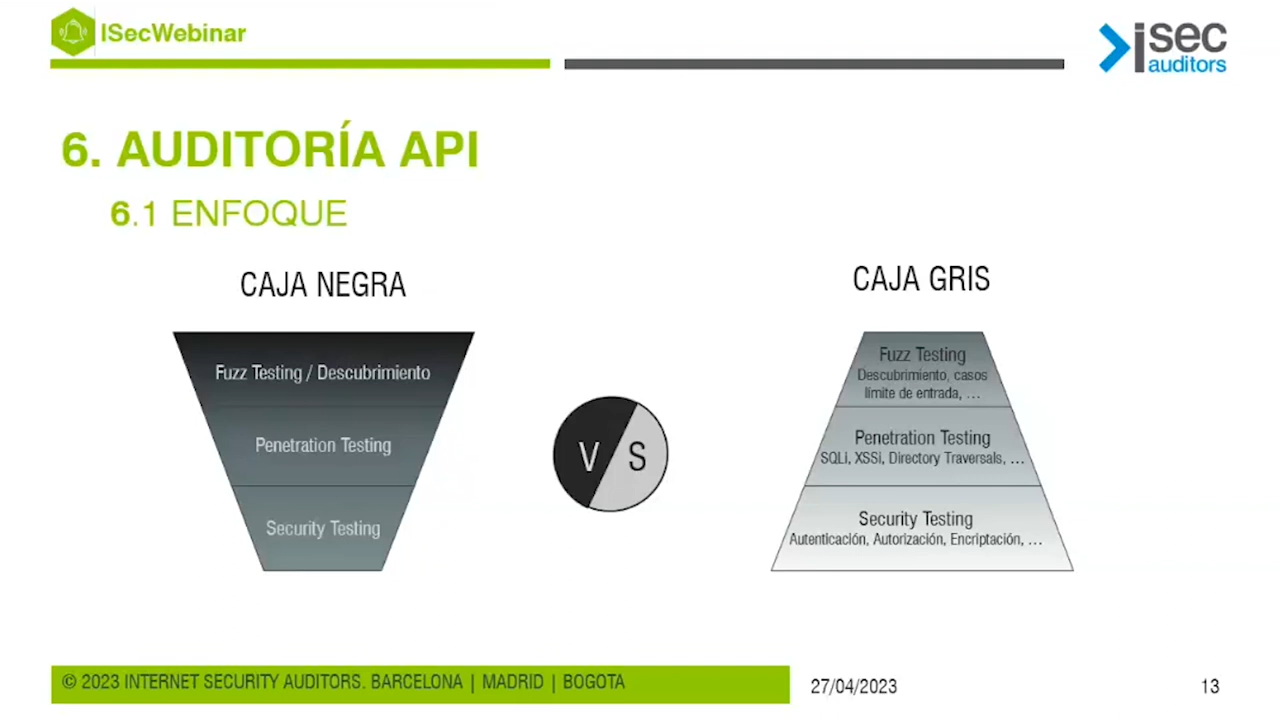 ISecWebinar
isec
auditors
6. AUDITORÍA API
6.1 ENFOQUE
CAJA NEGRA
Fuzz Testing / Descubrimiento
Penetration Testing
Security Testing
VS
CAJA GRIS
Fuzz Testing
Descubrimiento, casos
límite de entrada, ...
Penetration Testing
SQLi, XSSi, Directory Traversals, ...
Security Testing
Autenticación, Autorización, Encriptación, ...
© 2023 INTERNET SECURITY AUDITORS. BARCELONA | MADRID | BOGOTA
27/04/2023
13